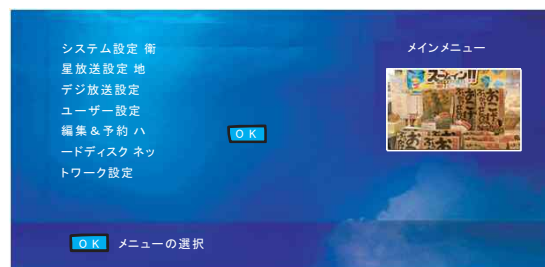 システム設定 衛
星放送設定 地
デジ放送設定
ユーザー設定
編集&予約 ハ
ードディスク ネッ
トワーク設定
OK
メインメニュー
OK メニューの選択